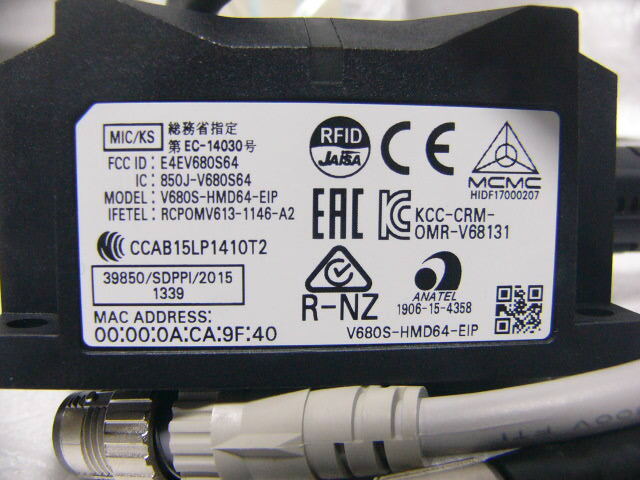 MIC/KS 総務省指定
第 EC-14030号
FCC ID : E4EV680S64
IC : 850J-V680S64
MODEL : V680S-HMD64-EIP
IFETEL : RCPOMV613-1146-A2
CCAB15LP1410T2
39850/SDPPI/2015
1339
MAC ADDRESS:
00:00:0A:CA:9F:40
RFID
JAISA
CE
MCMC
HIDF17000207
EAC
KCC-CRM-
OMR-V68131
R-NZ
ANATEL
1906-15-4358
V680S-HMD64-EIP